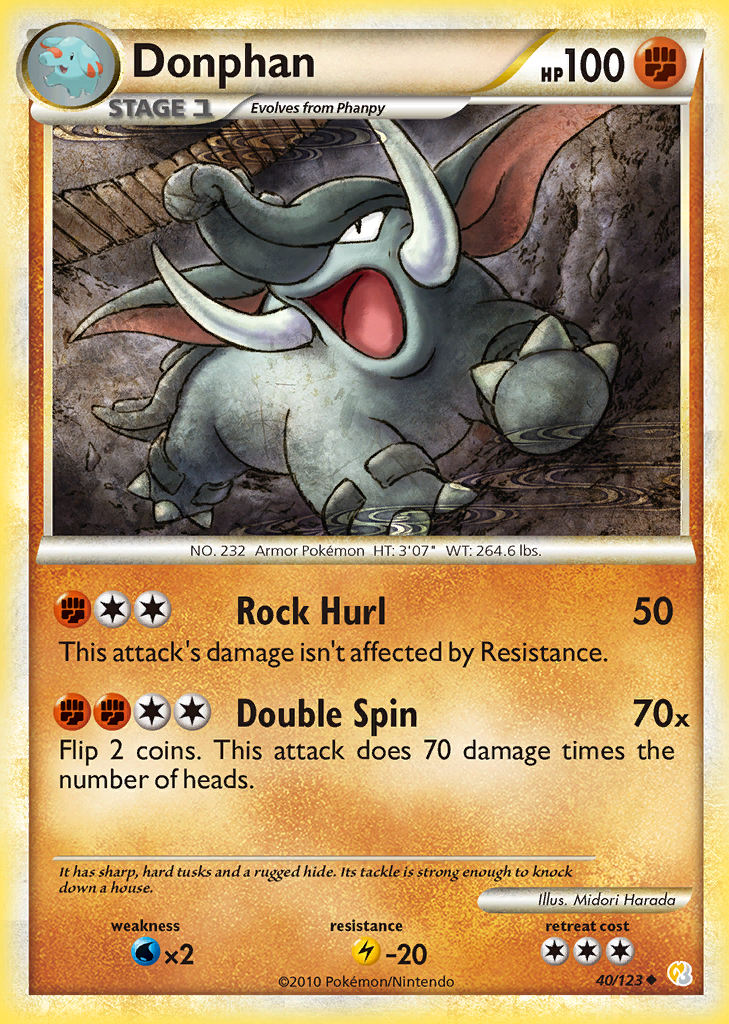 Donphan
HP100
STAGE 1
Evolves from Phanpy
NO. 232 Armor Pokémon HT: 3'07" WT: 264.6 lbs.
Rock Hurl 50
This attack's damage isn't affected by Resistance.
Double Spin 70x
Flip 2 coins. This attack does 70 damage times the
number of heads.
It has sharp, hard tusks and a rugged hide. Its tackle is strong enough to knock
down a house.
Illus. Midori Harada
weakness resistance retreat cost
×2 -20
©2010 Pokémon/Nintendo 40/123